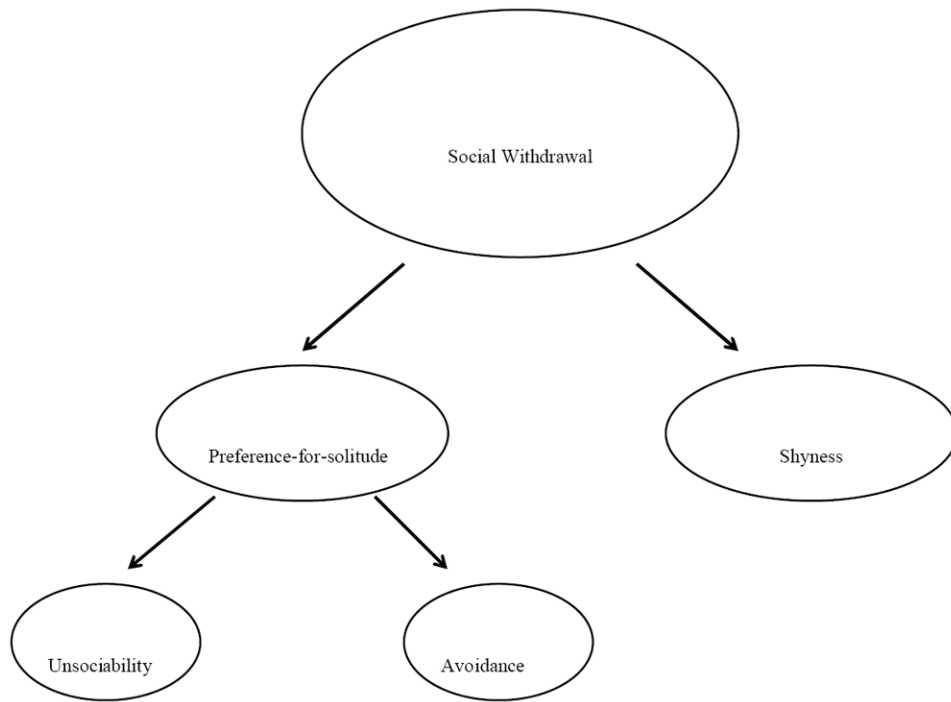 Social Withdrawal
Preference-for-solitude
Shyness
Unsociability
Avoidance